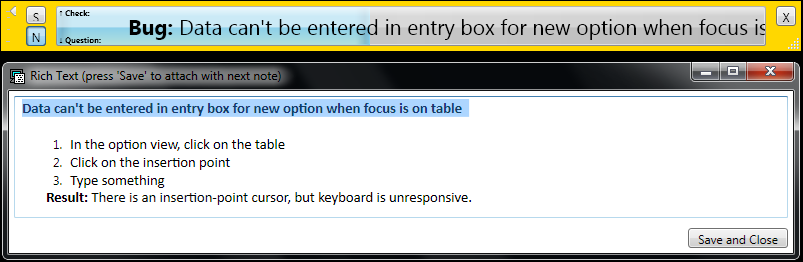 S
N
↑ Check:
Bug: Data can't be entered in entry box for new option when focus is
↓ Question:
X
Rich Text (press 'Save' to attach with next note)
Data can't be entered in entry box for new option when focus is on table
1. In the option view, click on the table
2. Click on the insertion point
3. Type something
Result: There is an insertion-point cursor, but keyboard is unresponsive.
Save and Close